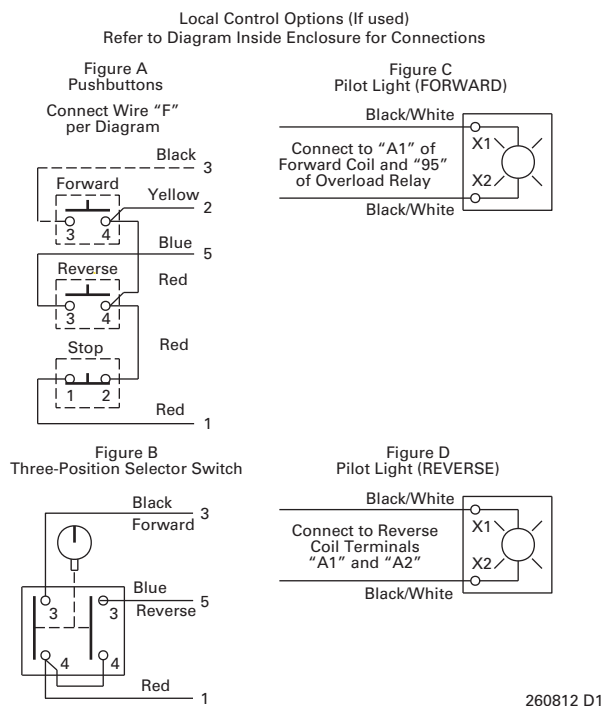 Local Control Options (If used)
Refer to Diagram Inside Enclosure for Connections
Figure A
Pushbuttons
Connect Wire “F”
per Diagram
Black
3
Forward
Yellow
2
3 4
Blue
5
Reverse
Red
3 4
Stop
Red
1 2
Red
1
Figure C
Pilot Light (FORWARD)
Black/White
X1
Connect to “A1” of
Forward Coil and “95”
of Overload Relay
X2
Black/White
Figure B
Three-Position Selector Switch
Black
3
Forward
Blue
5
Reverse
3 3
4 4
Red
1
Figure D
Pilot Light (REVERSE)
Black/White
X1
Connect to Reverse
Coil Terminals
“A1” and “A2”
X2
Black/White
260812 D1